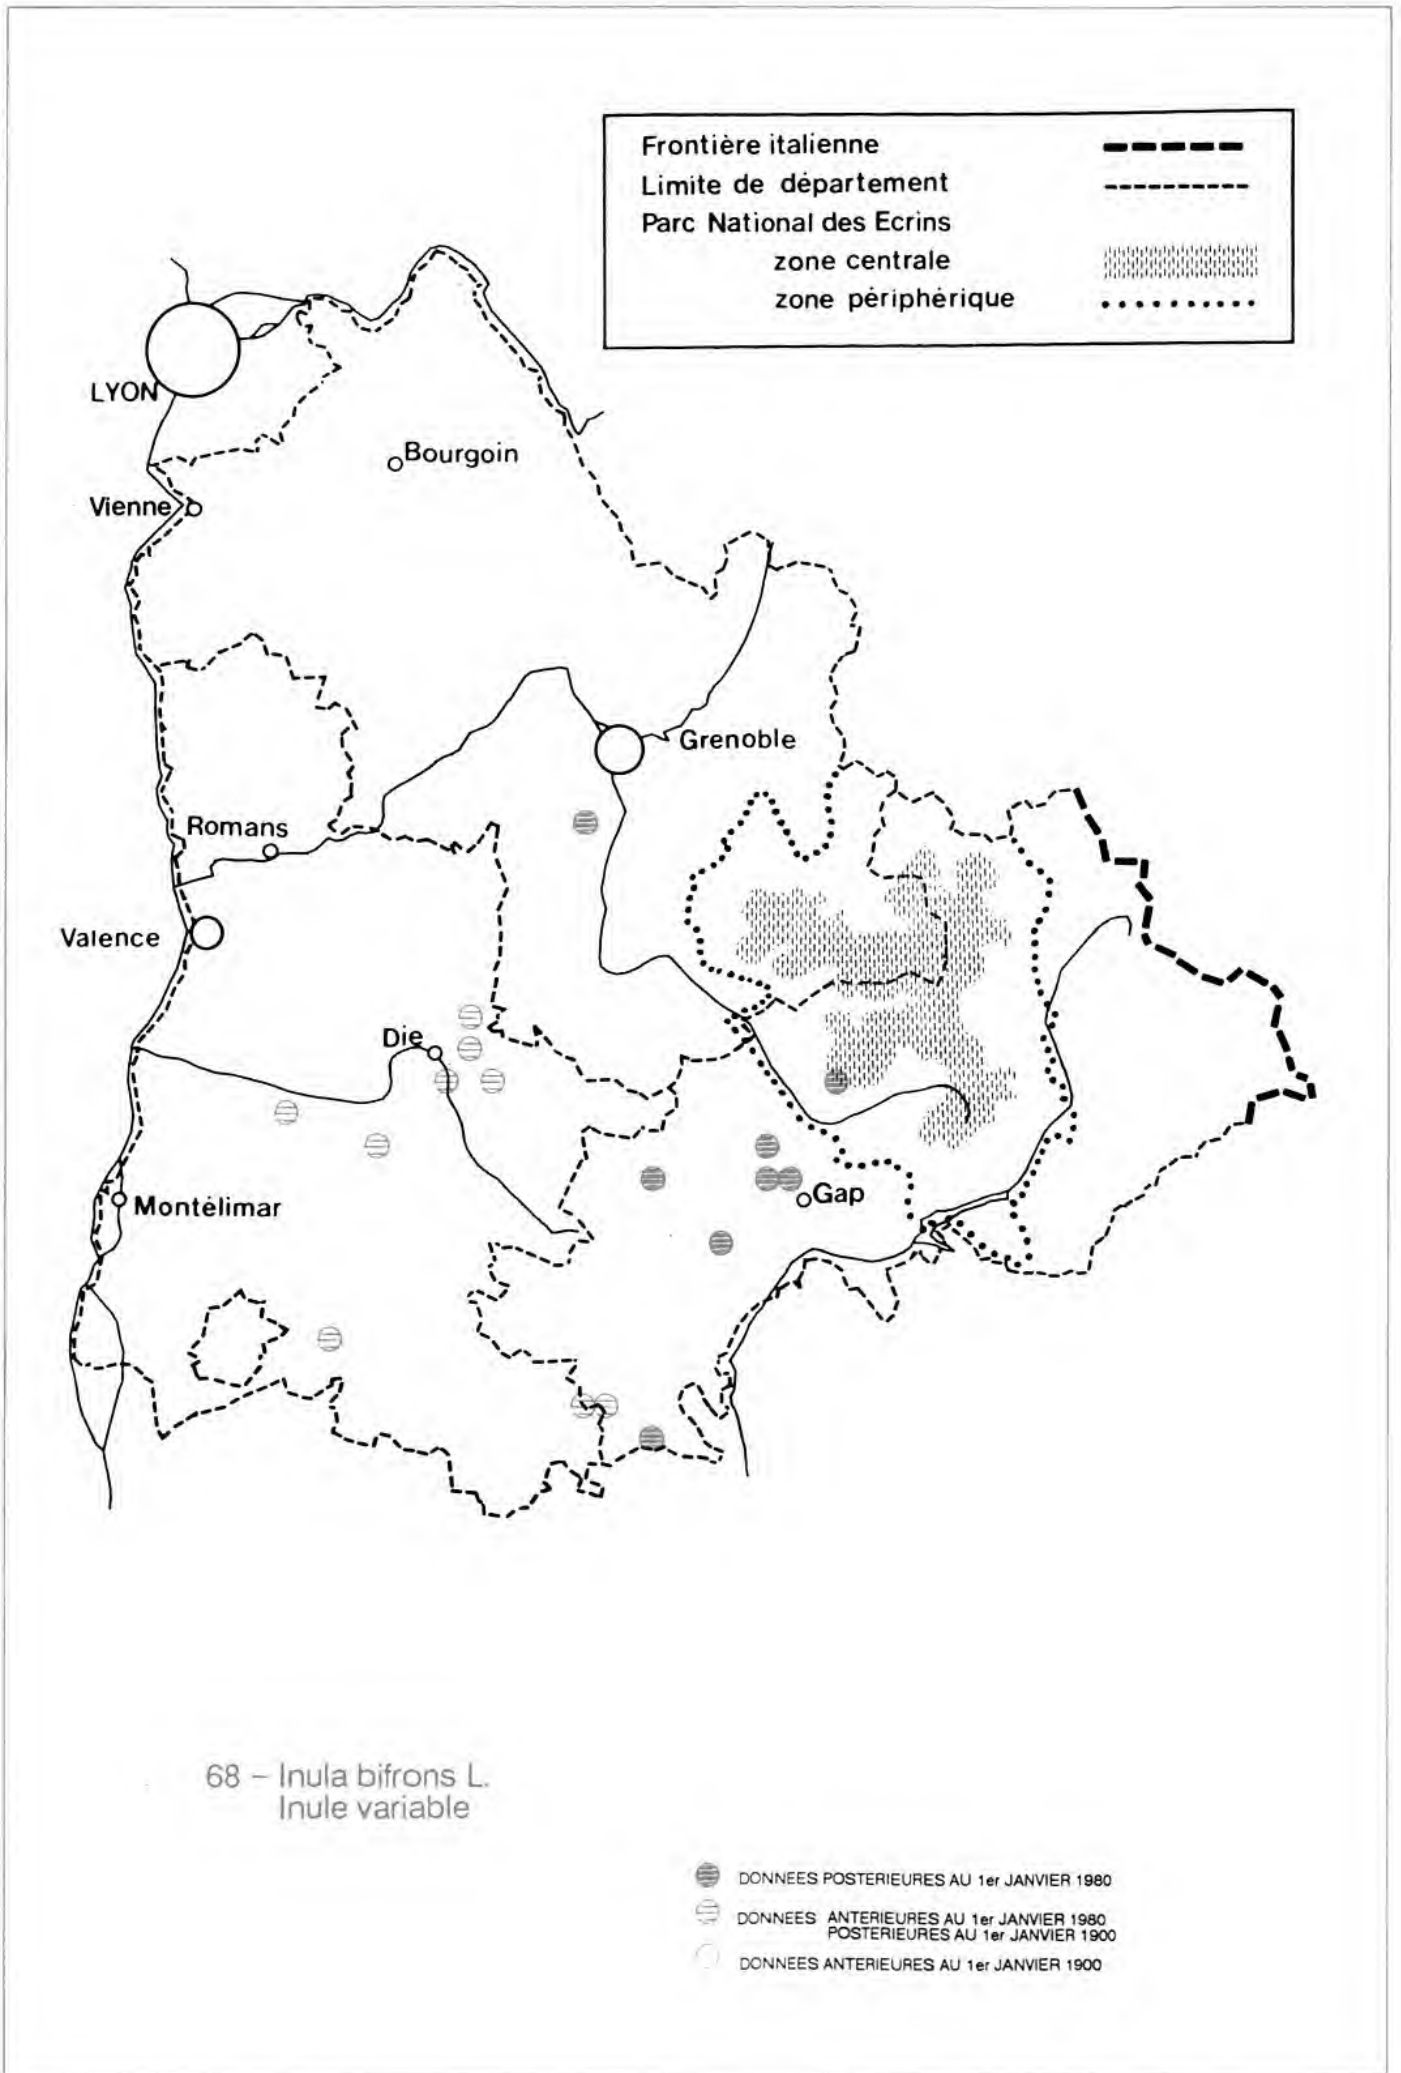 Frontière italienne
Limite de département
Parc National des Ecrins
zone centrale
zone périphérique
LYON
Bourgoin
Vienne
Grenoble
Romans
Valence
Die
Montélimar
Gap
68 – Inula bifrons L.
Inule variable
DONNEES POSTERIEURES AU 1er JANVIER 1980
DONNEES ANTERIEURES AU 1er JANVIER 1980
POSTERIEURES AU 1er JANVIER 1900
DONNEES ANTERIEURES AU 1er JANVIER 1900